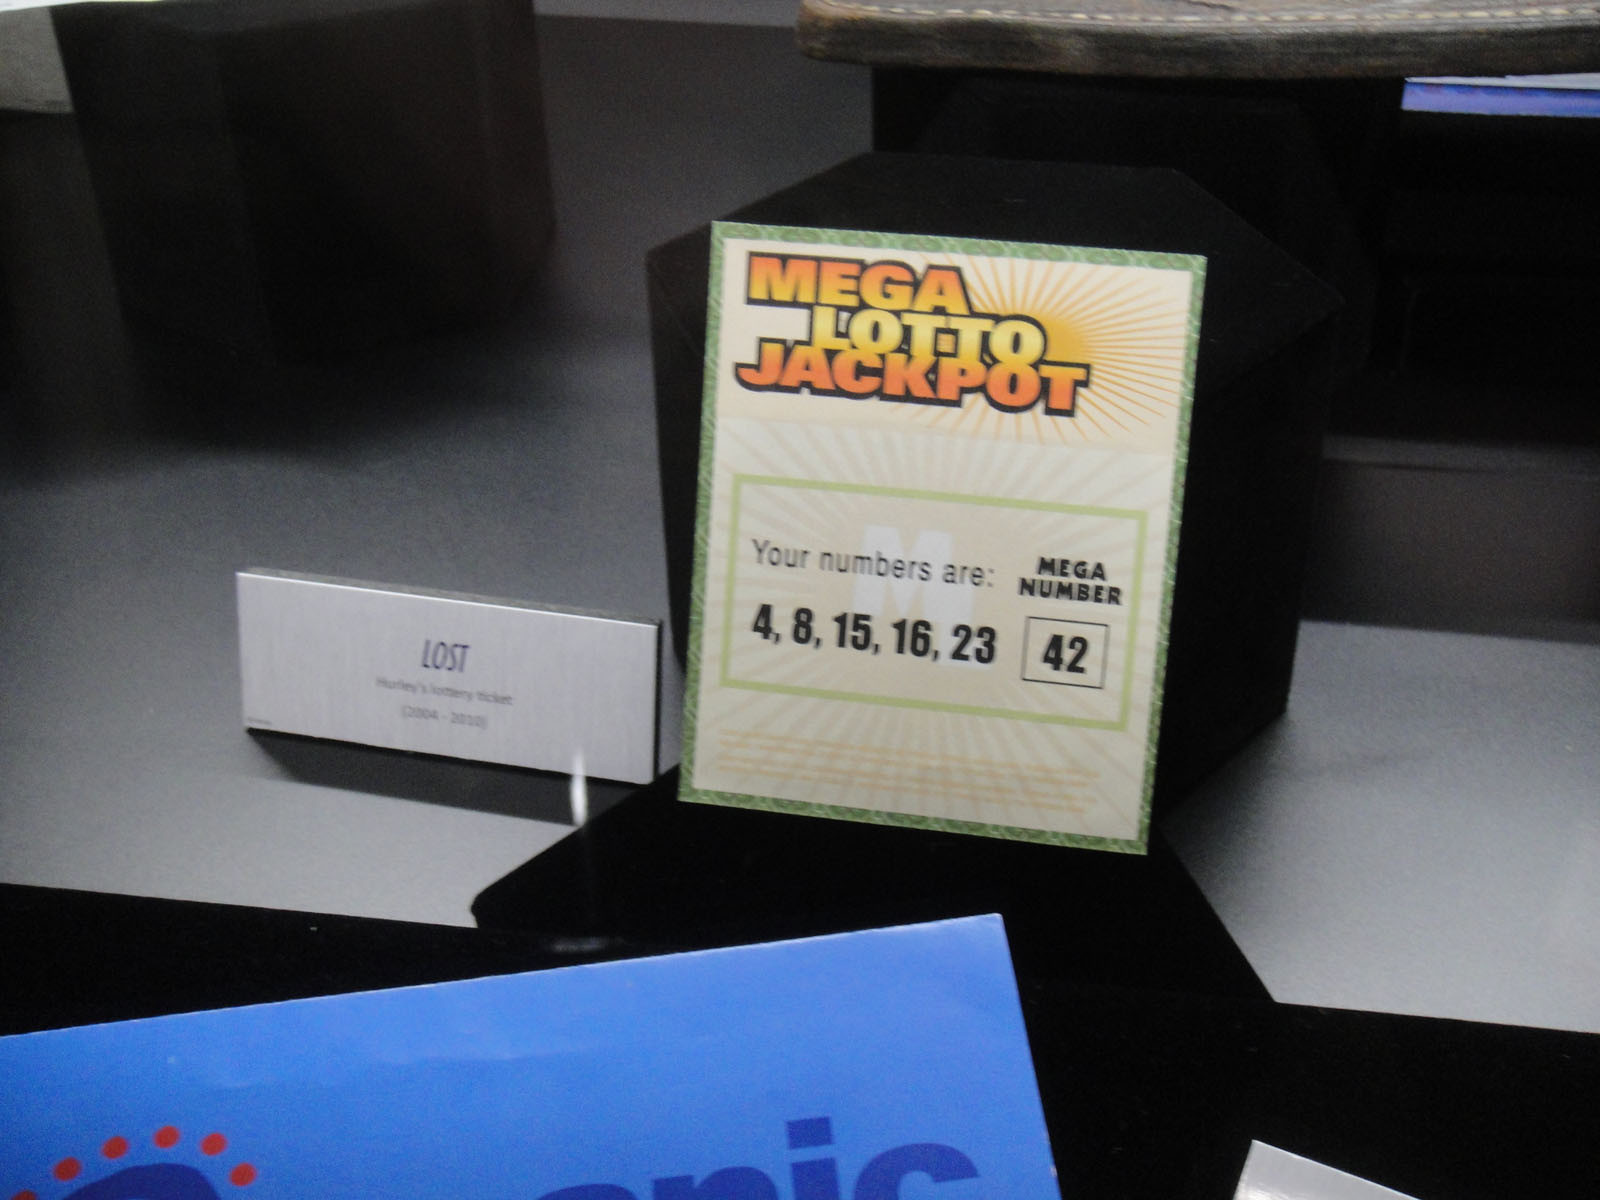 MEGA
LOTTO
JACKPOT
Your numbers are:
MEGA
NUMBER
4, 8, 15, 16, 23
42
LOST
Hurley's lottery ticket
(2004 - 2010)